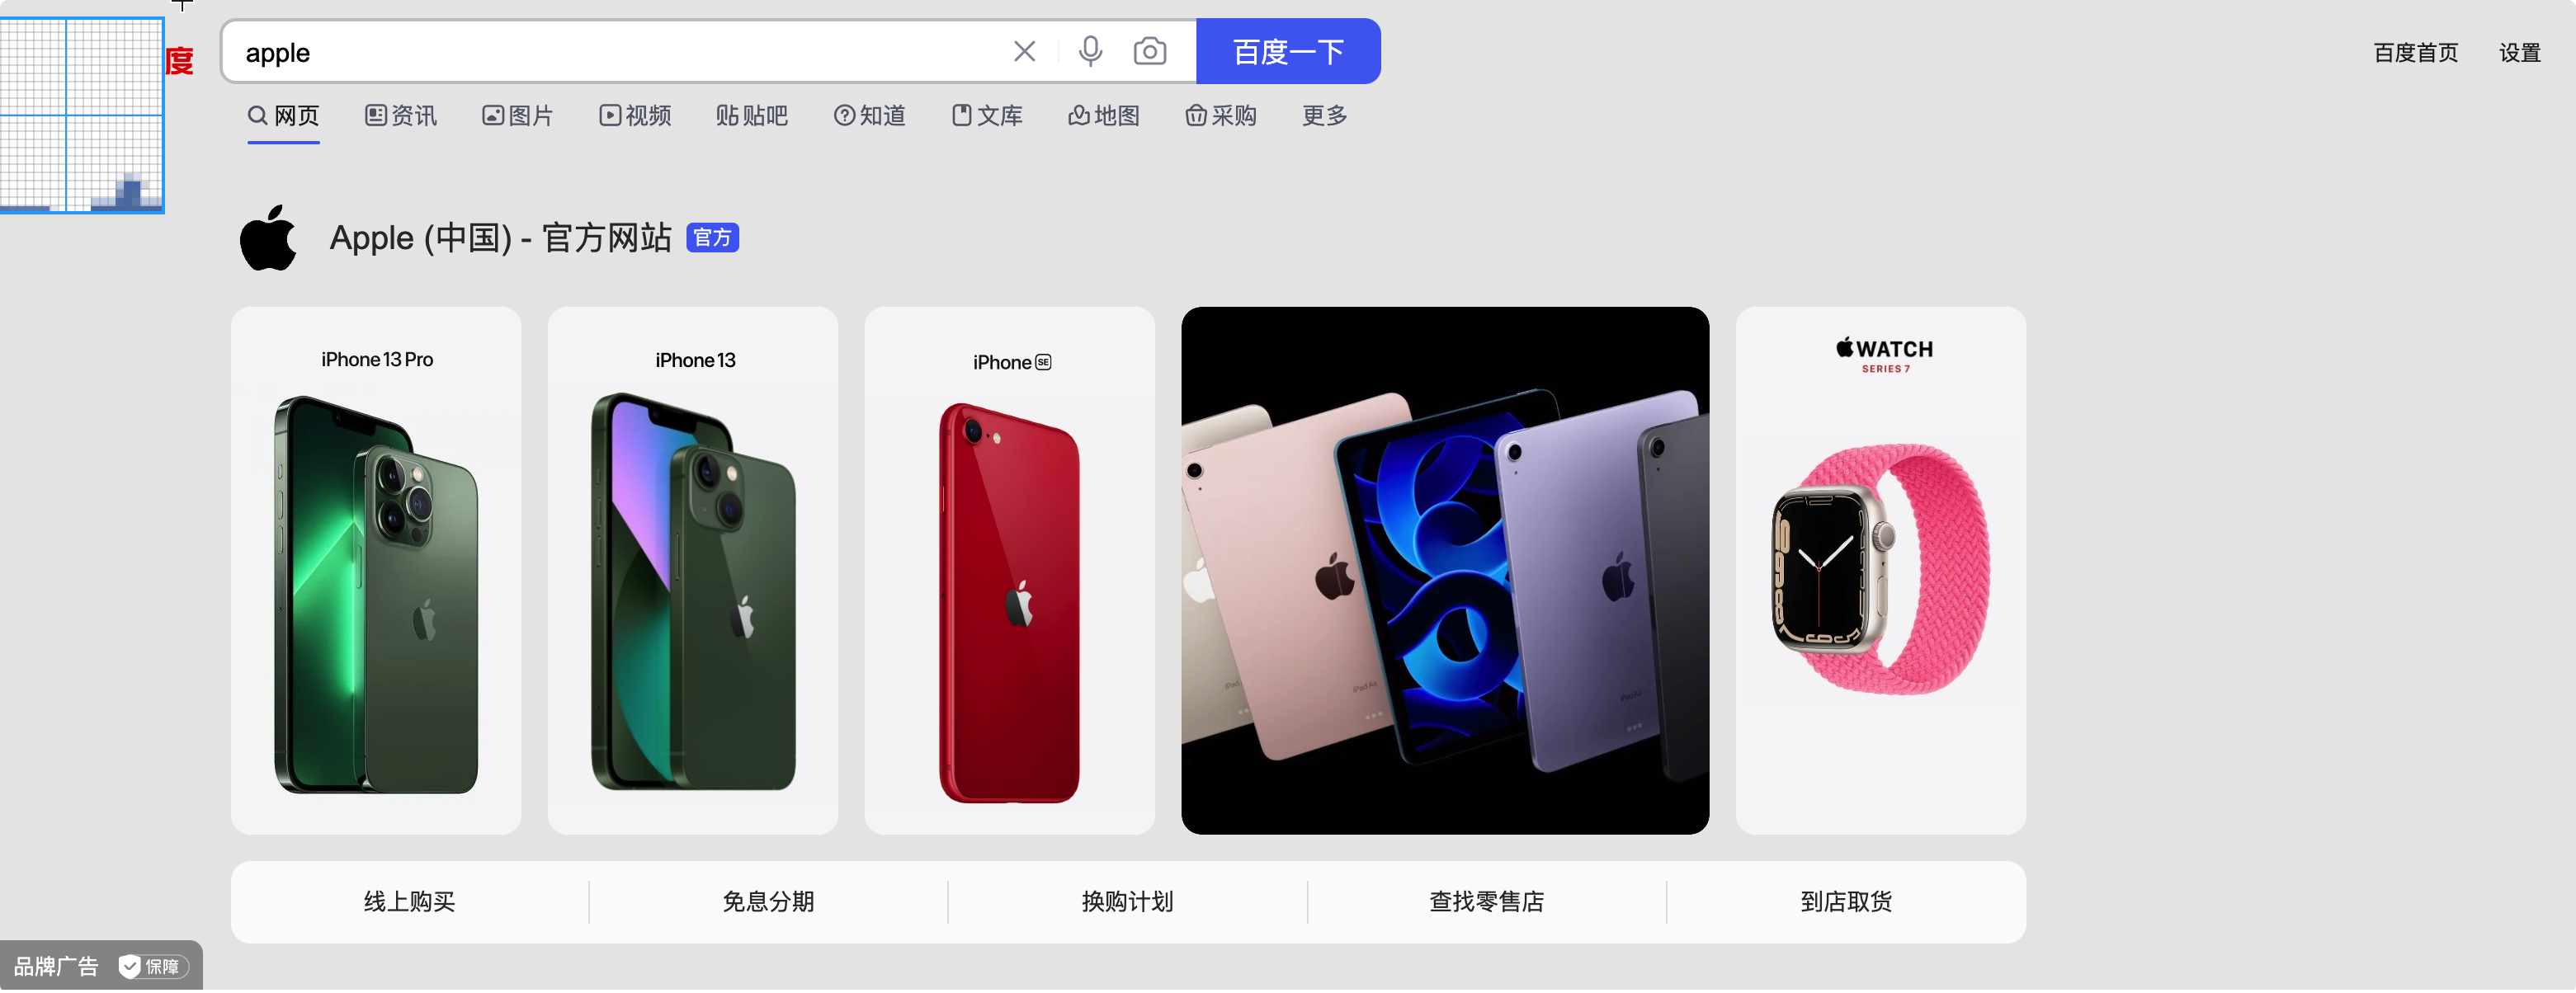 度
apple
百度一下
百度首页 设置
网页 资讯 图片 视频 贴吧 知道 文库 地图 采购 更多
Apple (中国) - 官方网站 官方
iPhone 13 Pro
iPhone 13
iPhone SE
WATCH
SERIES 7
iPad Air
iPad Air
线上购买 免息分期 换购计划 查找零售店 到店取货
品牌广告 保障